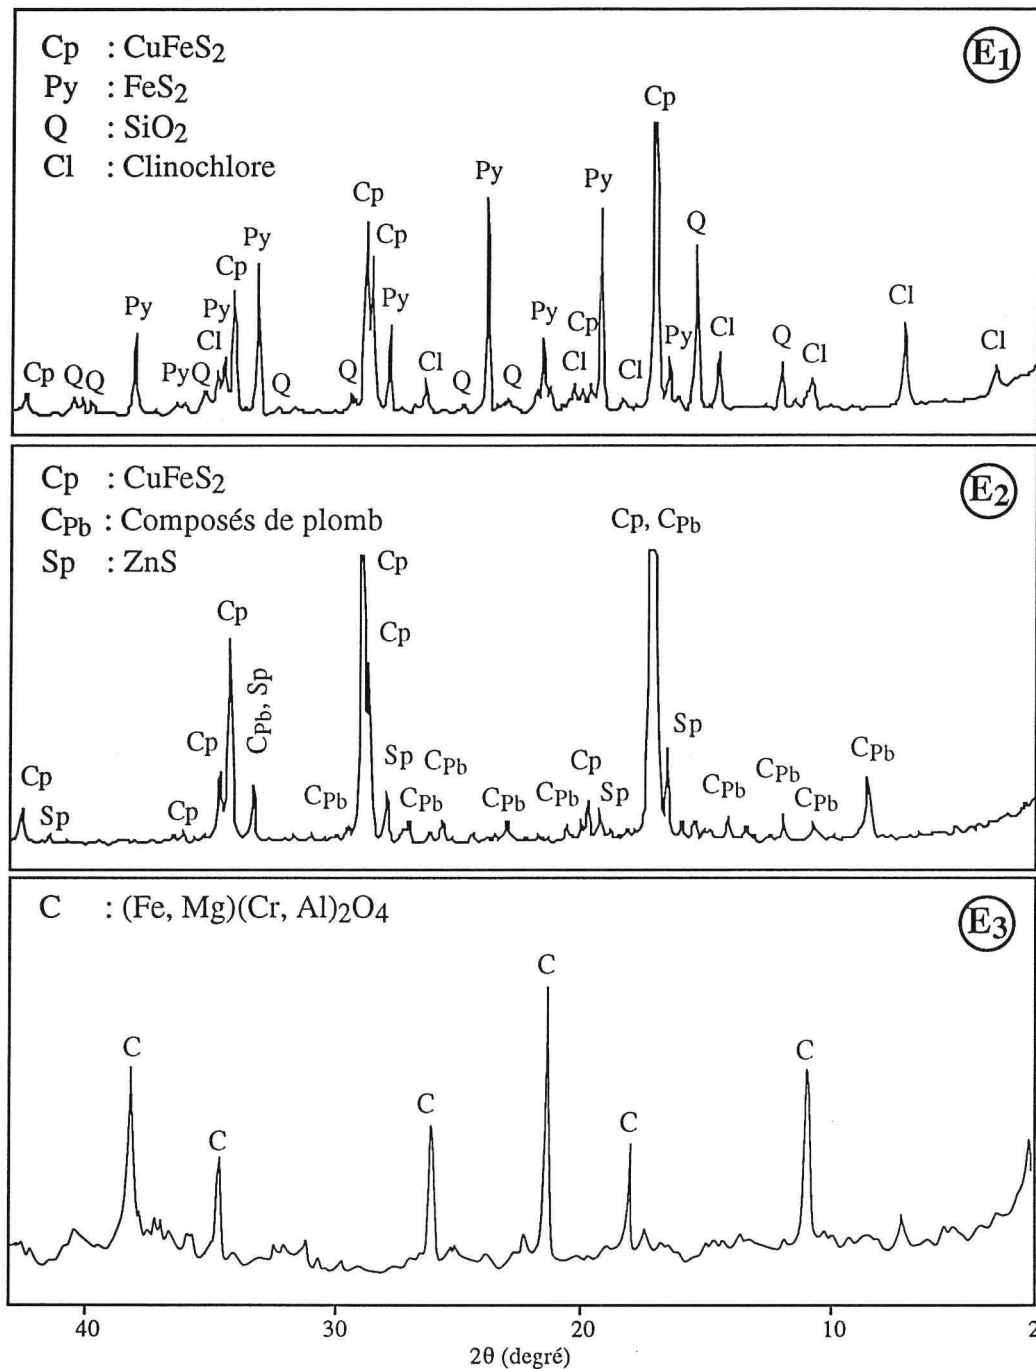 Cp : CuFeS2
Py : FeS2
Q : SiO2
Cl : Clinochlore
E1
Cp
Py
Py
Cp
Q
Cp
Py
Cp
Py
Py
Py
Cl
Q
Cp
Q
Q
Py
Q
Q
Cl
Q
Q
Py
Cp
Cl
Cl
Py
Cl
Q
Cl
Cl
Cl
Cp : CuFeS2
CPb : Composés de plomb
Sp : ZnS
E2
Cp, CPb
Cp
Cp
Cp
CPb, Sp
Cp
Cp
Sp
Cp
CPb
Sp
CPb
CPb
CPb
CPb
Cp
Sp
Sp
CPb
CPb
CPb
CPb
C : (Fe, Mg)(Cr, Al)2O4
E3
C
C
C
C
C
C
40 30 20 10 2
2θ (degré)